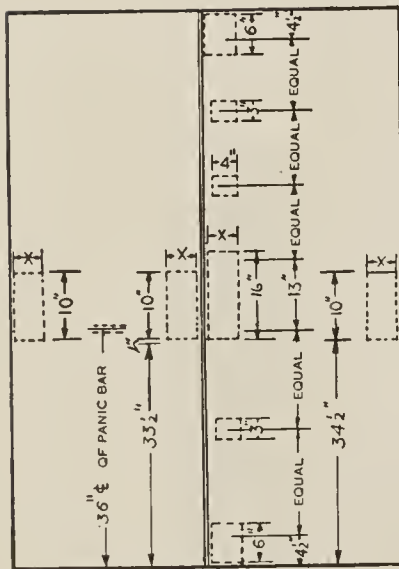 6"
4½"
EQUAL
3"
EQUAL
4"
EQUAL
X
X
X
X
10"
10"
16"
13"
10"
1"
36" ℄ OF PANIC BAR
33½"
34½"
EQUAL
3"
EQUAL
6"
4½"